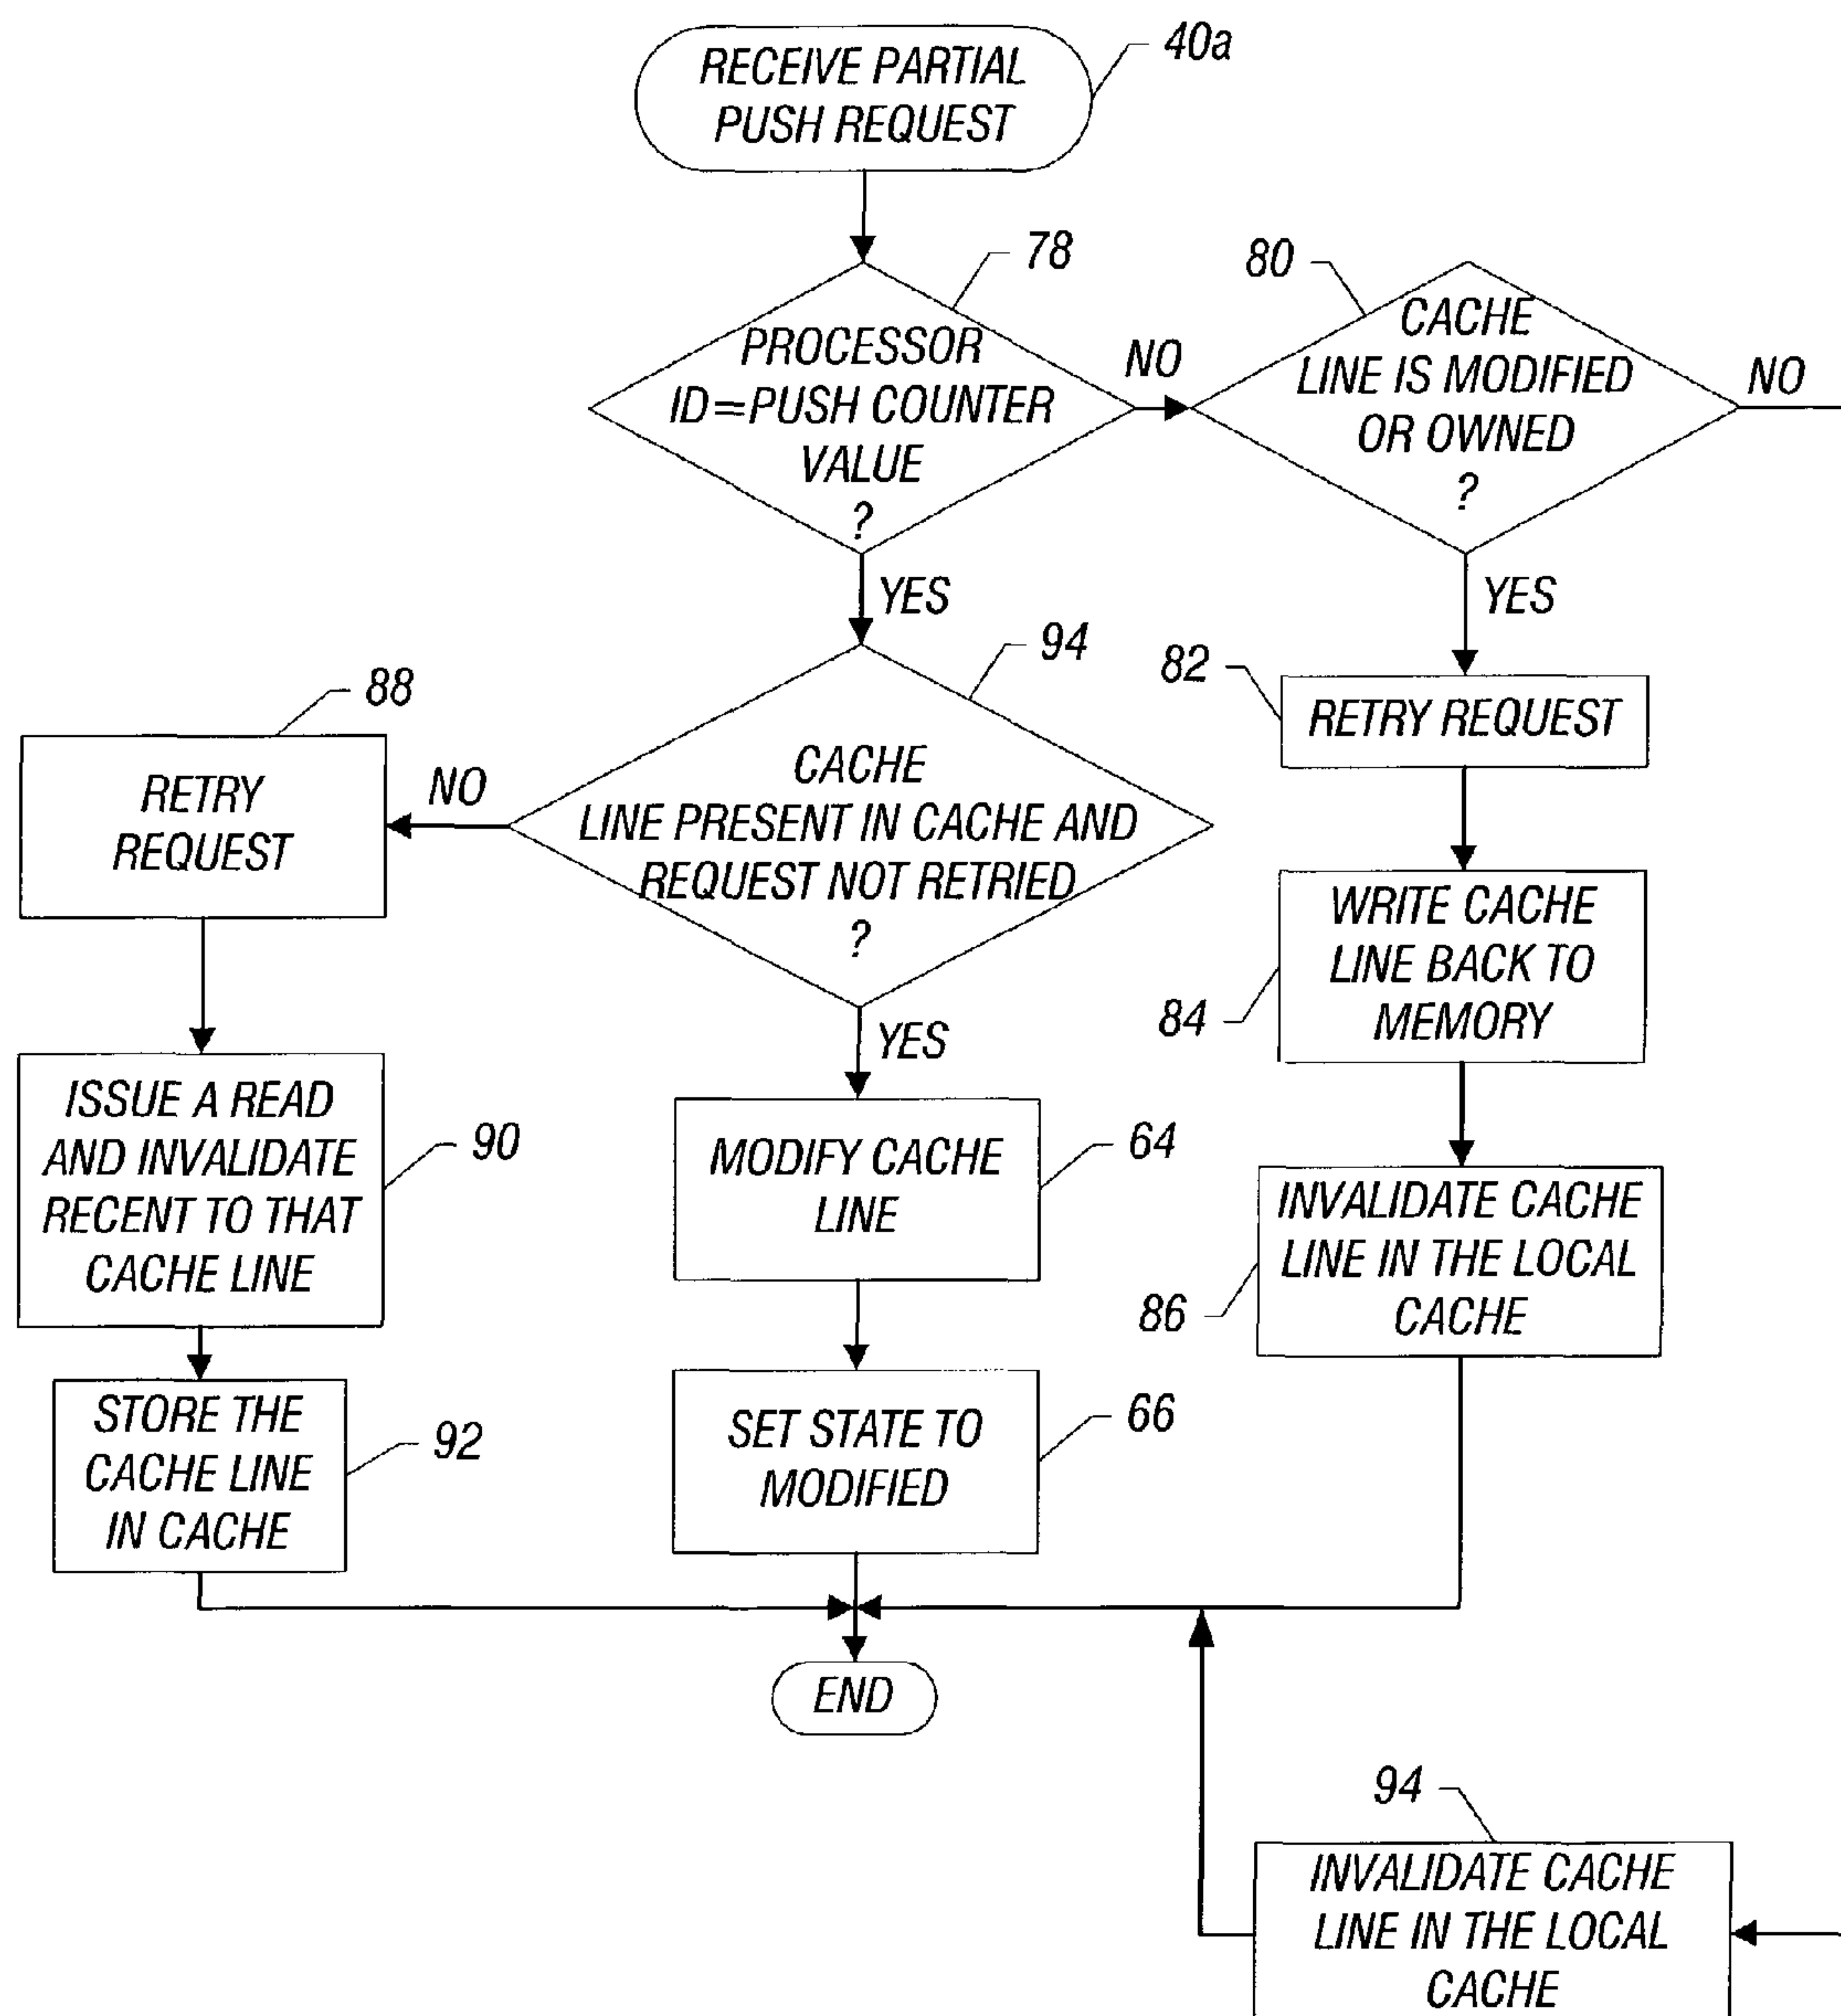 RECEIVE PARTIAL
PUSH REQUEST
40a
PROCESSOR
ID=PUSH COUNTER
VALUE
?
78
NO
CACHE
LINE IS MODIFIED
OR OWNED
?
80
NO
YES
YES
CACHE
LINE PRESENT IN CACHE AND
REQUEST NOT RETRIED
?
94
NO
YES
RETRY
REQUEST
88
ISSUE A READ
AND INVALIDATE
RECENT TO THAT
CACHE LINE
90
STORE THE
CACHE LINE
IN CACHE
92
MODIFY CACHE
LINE
64
SET STATE TO
MODIFIED
66
82
RETRY REQUEST
84
WRITE CACHE
LINE BACK TO
MEMORY
86
INVALIDATE CACHE
LINE IN THE LOCAL
CACHE
END
94
INVALIDATE CACHE
LINE IN THE LOCAL
CACHE